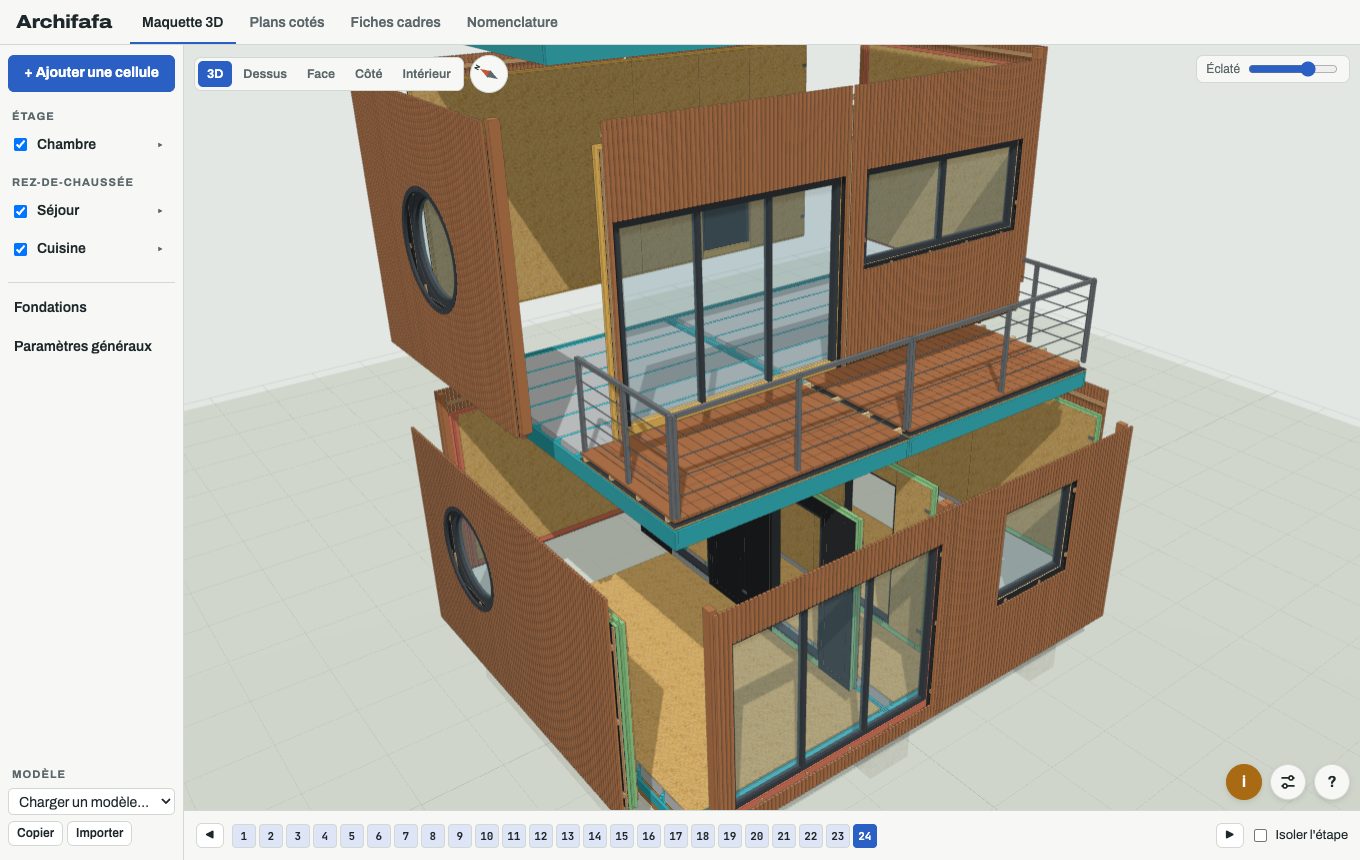 Archifafa
Maquette 3D
Plans cotés
Fiches cadres
Nomenclature
+ Ajouter une cellule
3D
Dessus
Face
Côté
Intérieur
Éclaté
ÉTAGE
Chambre
REZ-DE-CHAUSSÉE
Séjour
Cuisine
Fondations
Paramètres généraux
MODÈLE
Charger un modèle...
Copier
Importer
i
?
1 2 3 4 5 6 7 8 9 10 11 12 13 14 15 16 17 18 19 20 21 22 23 24
Isoler l'étape